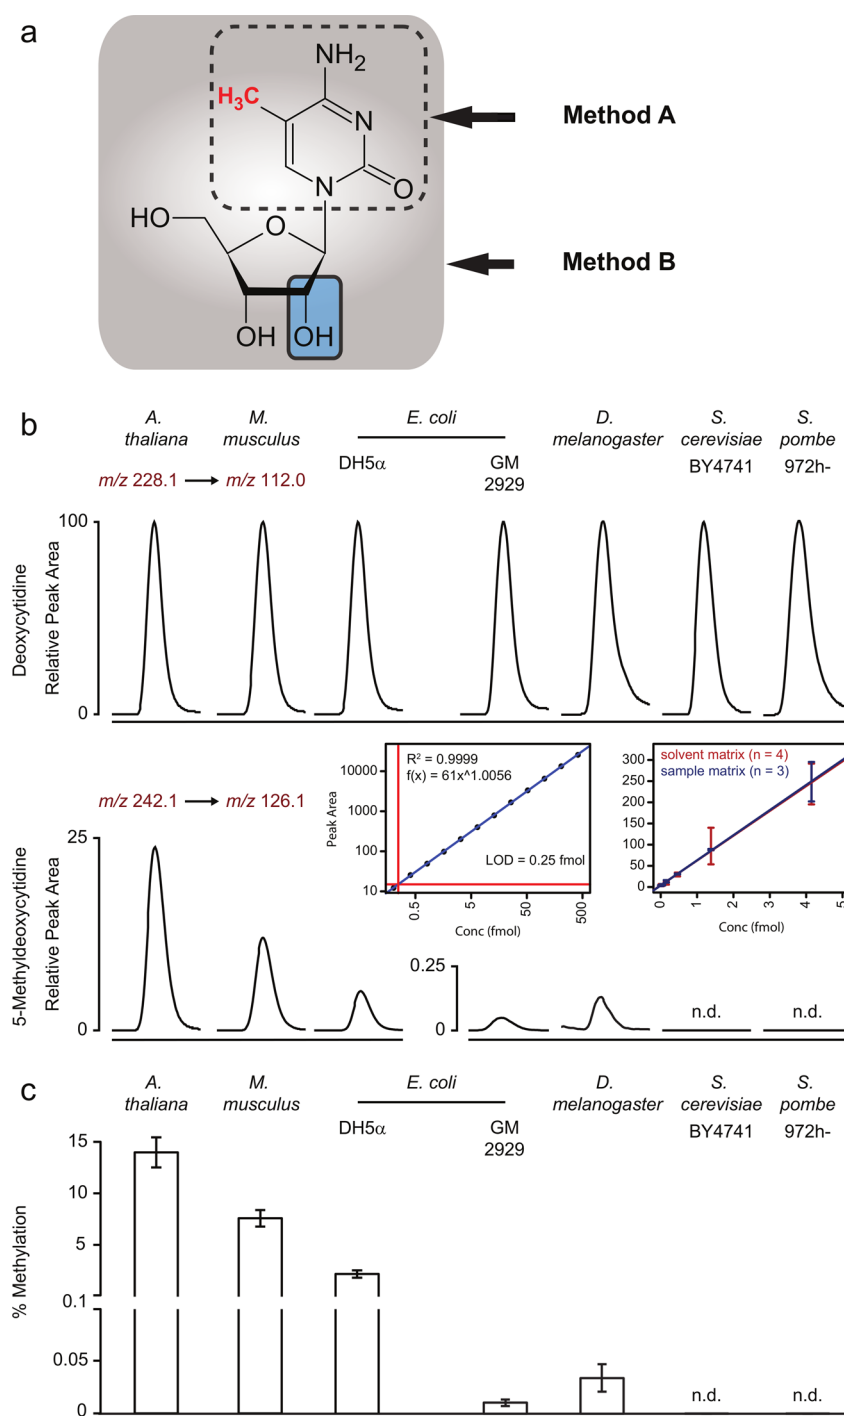 a
NH₂
H₃C
N
N
O
HO
O
OH
OH
Method A
Method B
b
A. thaliana
M. musculus
E. coli
D. melanogaster
S. cerevisiae
S. pombe
DH5α
GM 2929
BY4741
972h-
m/z 228.1 → m/z 112.0
Deoxycytidine
Relative Peak Area
100
0
m/z 242.1 → m/z 126.1
5-Methyldeoxycytidine
Relative Peak Area
25
0
R² = 0.9999
f(x) = 61x^1.0056
LOD = 0.25 fmol
Peak Area
10000
1000
100
10
0.5
5
50
500
Conc (fmol)
solvent matrix (n = 4)
sample matrix (n = 3)
300
250
200
150
100
50
0
0 1 2 3 4 5
Conc (fmol)
0.25
0
n.d.
n.d.
c
A. thaliana
M. musculus
E. coli
D. melanogaster
S. cerevisiae
S. pombe
DH5α
GM 2929
BY4741
972h-
% Methylation
15
10
5
0.1
0.05
0
n.d.
n.d.